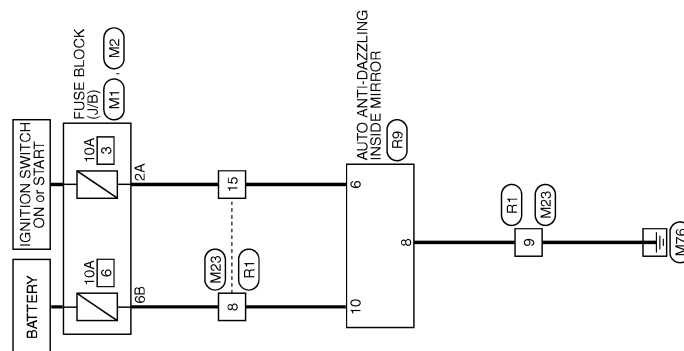 BATTERY
IGNITION SWITCH
ON or START
FUSE BLOCK
(J/B)
M1 , M2
10A
6
10A
3
6B
2A
M23
8
15
R1
10
6
AUTO ANTI-DAZZLING
INSIDE MIRROR
R9
8
R1
9
M23
M76